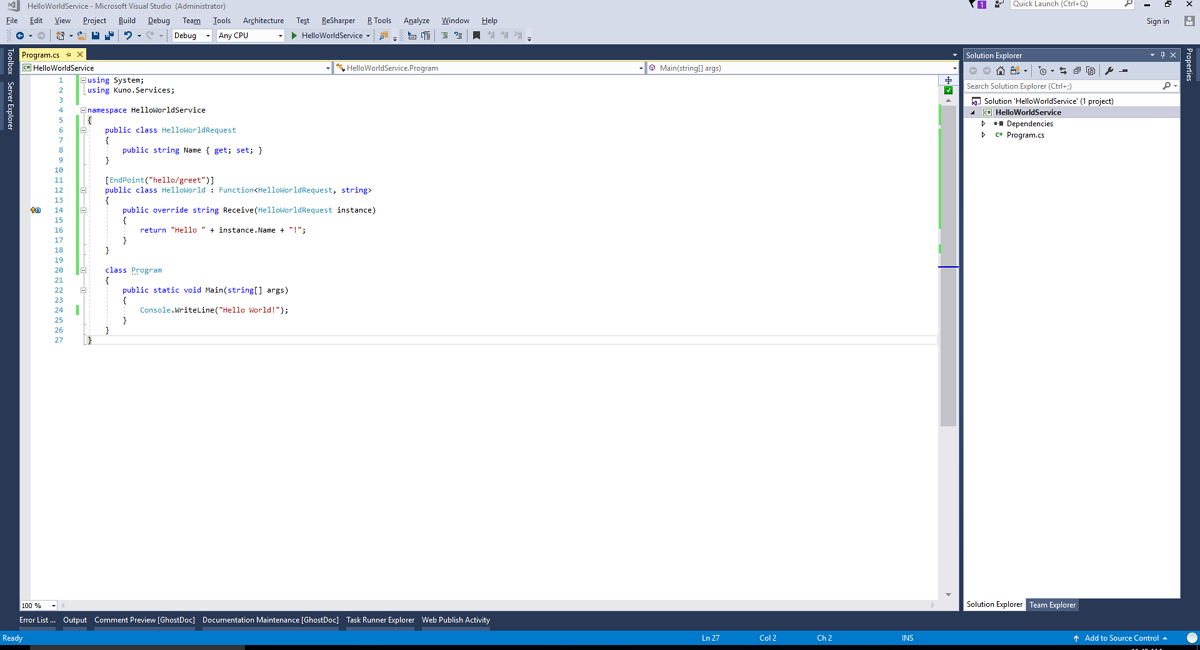 HelloWorldService - Microsoft Visual Studio (Administrator)
1
Quick Launch (Ctrl+Q)
File Edit View Project Build Debug Team Tools Architecture Test ReSharper R Tools Analyze Window Help
Sign in
Debug Any CPU HelloWorldService
Toolbox
Server Explorer
Program.cs
HelloWorldService
HelloWorldService.Program
Main(string[] args)
1 using System;
2 using Kuno.Services;
3
4 namespace HelloWorldService
5 {
6 public class HelloWorldRequest
7 {
8 public string Name { get; set; }
9 }
10
11 [EndPoint("hello/greet")]
12 public class HelloWorld : Function<HelloWorldRequest, string>
13 {
14 public override string Receive(HelloWorldRequest instance)
15 {
16 return "Hello " + instance.Name + "!";
17 }
18 }
19
20 class Program
21 {
22 public static void Main(string[] args)
23 {
24 Console.WriteLine("Hello World!");
25 }
26 }
27 }
100 %
Solution Explorer
Search Solution Explorer (Ctrl+;)
Solution 'HelloWorldService' (1 project)
HelloWorldService
Dependencies
C# Program.cs
Solution Explorer Team Explorer
Properties
Error List ... Output Comment Preview [GhostDoc] Documentation Maintenance [GhostDoc] Task Runner Explorer Web Publish Activity
Ready Ln 27 Col 2 Ch 2 INS Add to Source Control